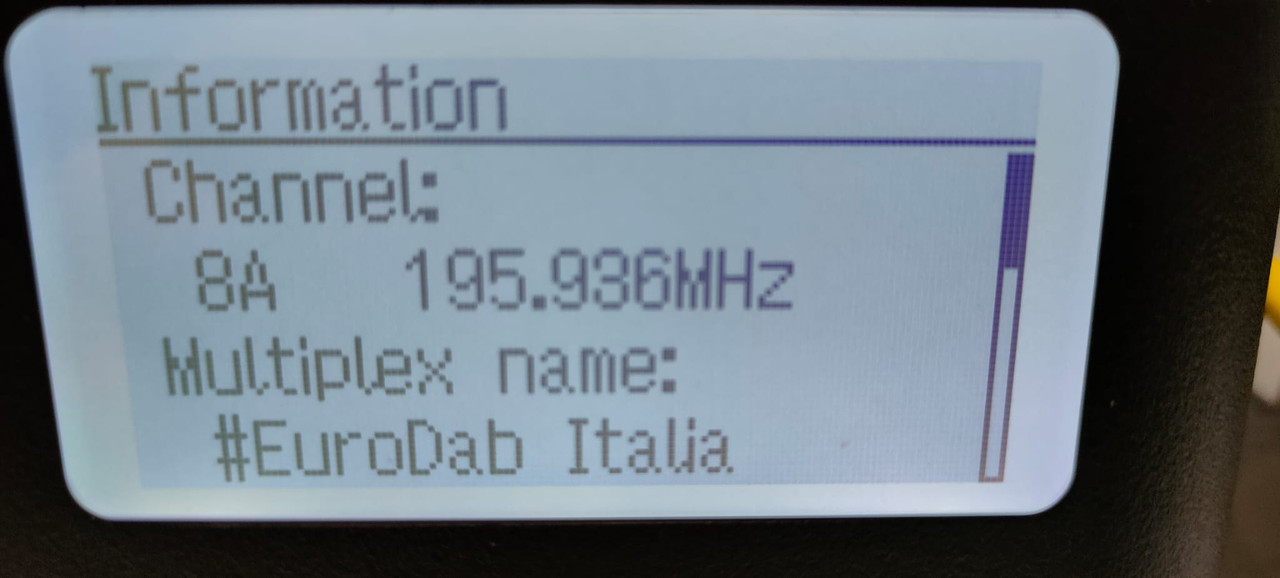 Information
Channel:
8A 195.936MHz
Multiplex name:
#EuroDab Italia